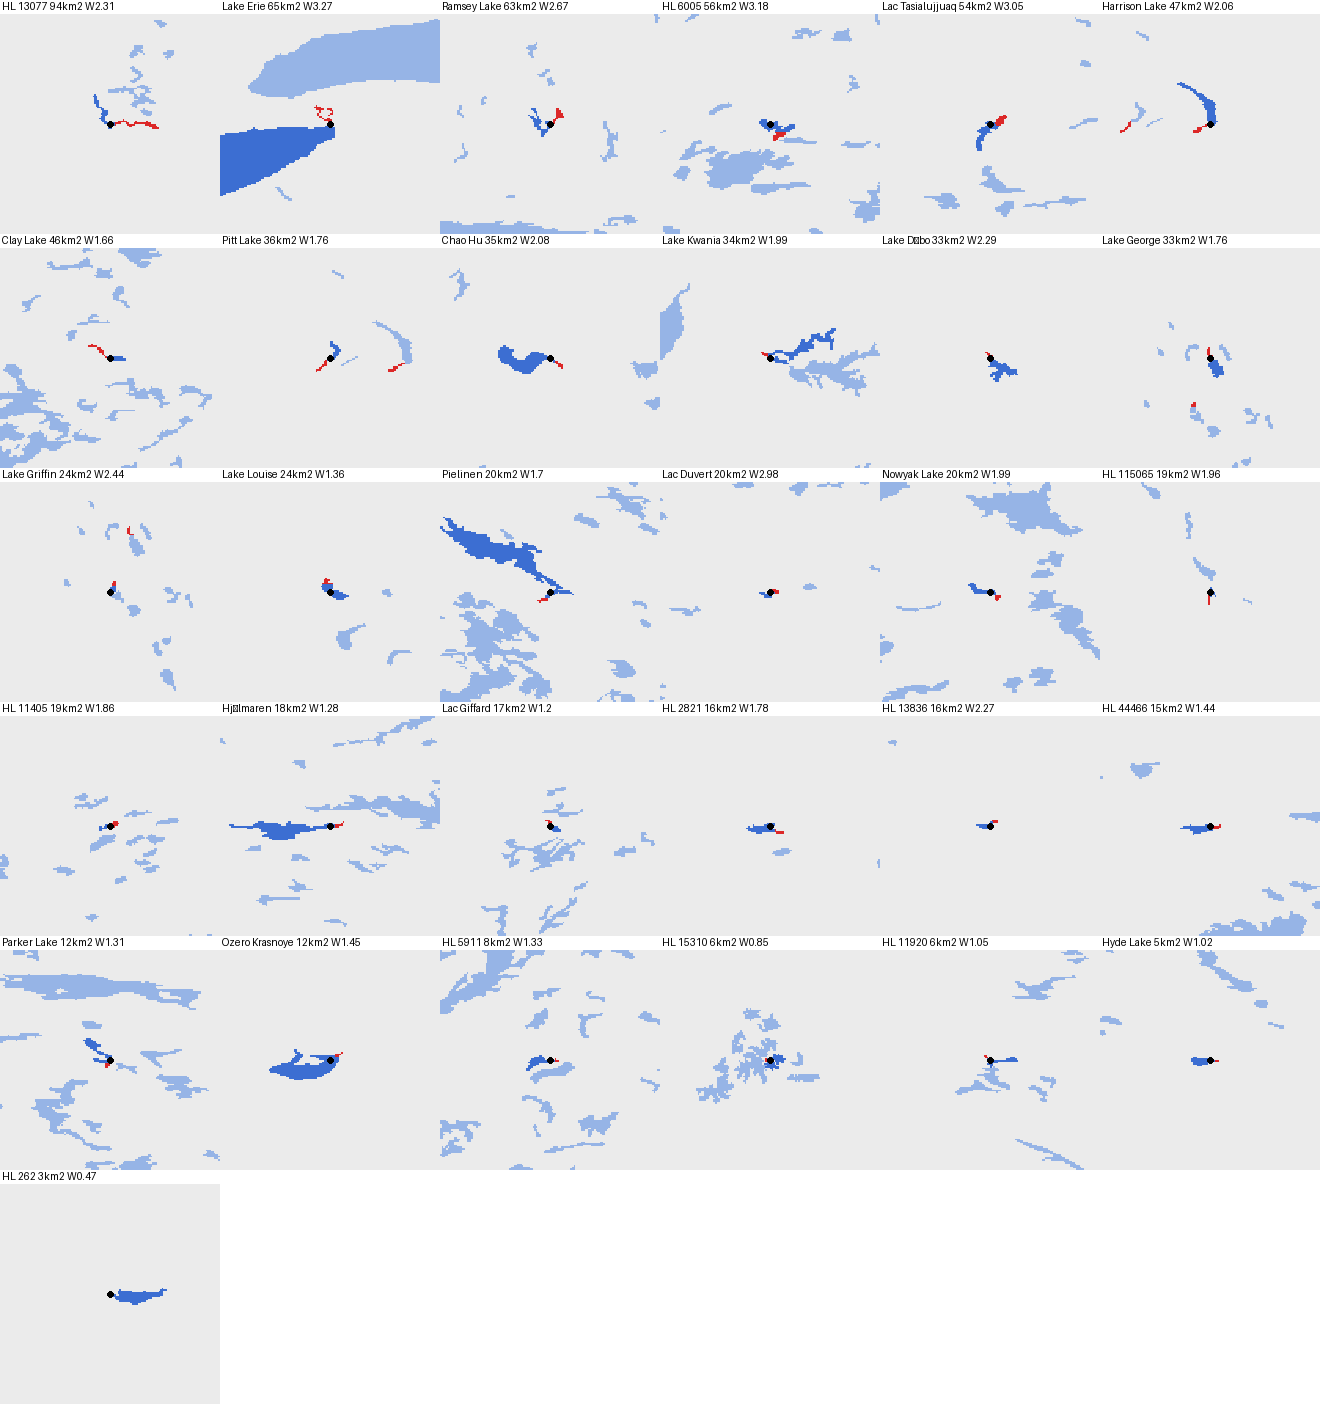 HL 13077 94km2 W2.31
Lake Erie 65km2 W3.27
Ramsey Lake 63km2 W2.67
HL 6005 56km2 W3.18
Lac Tasialujjuaq 54km2 W3.05
Harrison Lake 47km2 W2.06
Clay Lake 46km2 W1.66
Pitt Lake 36km2 W1.76
Chao Hu 35km2 W2.08
Lake Kwania 34km2 W1.99
Lake D▯bo 33km2 W2.29
Lake George 33km2 W1.76
Lake Griffin 24km2 W2.44
Lake Louise 24km2 W1.36
Pielinen 20km2 W1.7
Lac Duvert 20km2 W2.98
Nowyak Lake 20km2 W1.99
HL 115065 19km2 W1.96
HL 11405 19km2 W1.86
Hj▯lmaren 18km2 W1.28
Lac Giffard 17km2 W1.2
HL 2821 16km2 W1.78
HL 13836 16km2 W2.27
HL 44466 15km2 W1.44
Parker Lake 12km2 W1.31
Ozero Krasnoye 12km2 W1.45
HL 5911 8km2 W1.33
HL 15310 6km2 W0.85
HL 11920 6km2 W1.05
Hyde Lake 5km2 W1.02
HL 262 3km2 W0.47